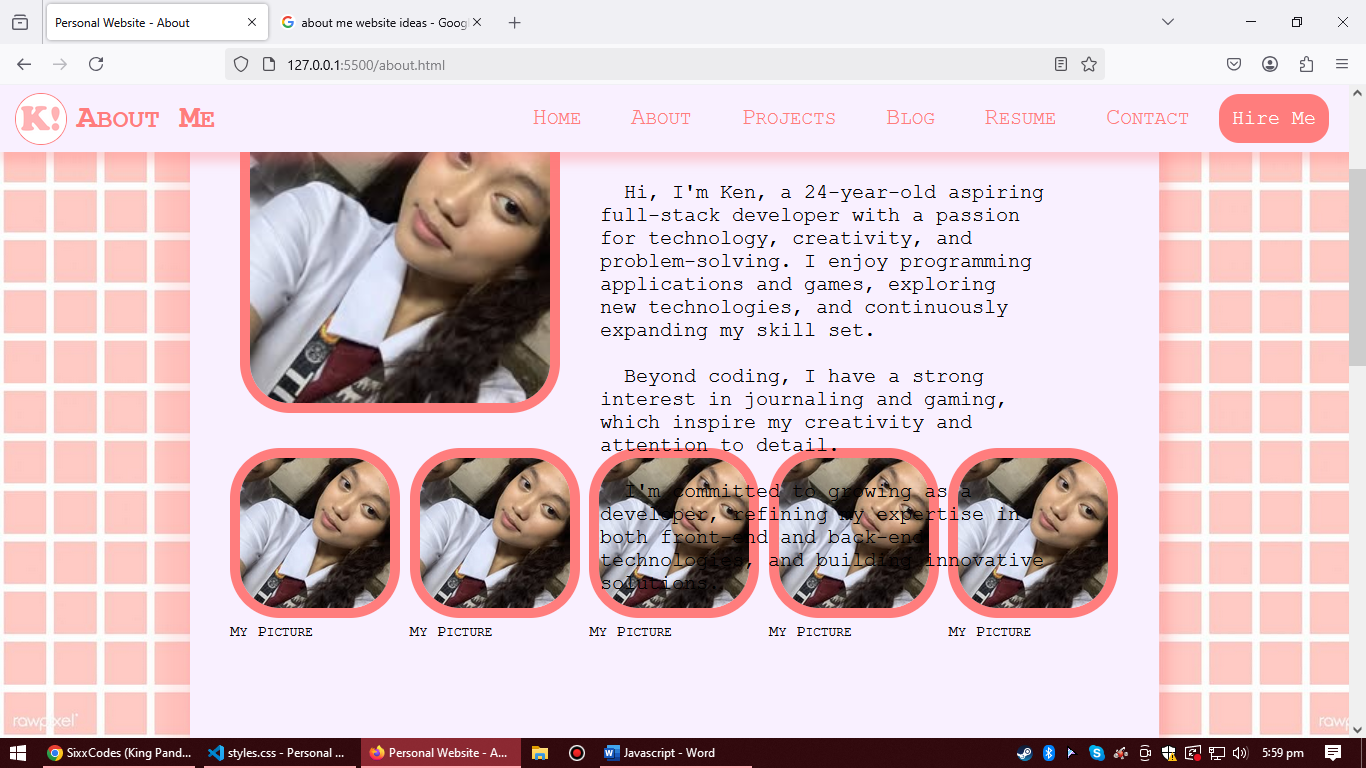 Personal Website - About
about me website ideas - Goog
127.0.0.1:5500/about.html
K! About Me
Home
About
Projects
Blog
Resume
Contact
Hire Me
Hi, I'm Ken, a 24-year-old aspiring
full-stack developer with a passion
for technology, creativity, and
problem-solving. I enjoy programming
applications and games, exploring
new technologies, and continuously
expanding my skill set.
Beyond coding, I have a strong
interest in journaling and gaming,
which inspire my creativity and
attention to detail.
I'm committed to growing as a
developer, refining my expertise in
both front-end and back-end
technologies, and building innovative
solutions.
My Picture
My Picture
My Picture
My Picture
My Picture
rawpixel
raw
SixxCodes (King Pand...
styles.css - Personal ...
Personal Website - A...
Javascript - Word
5:59 pm